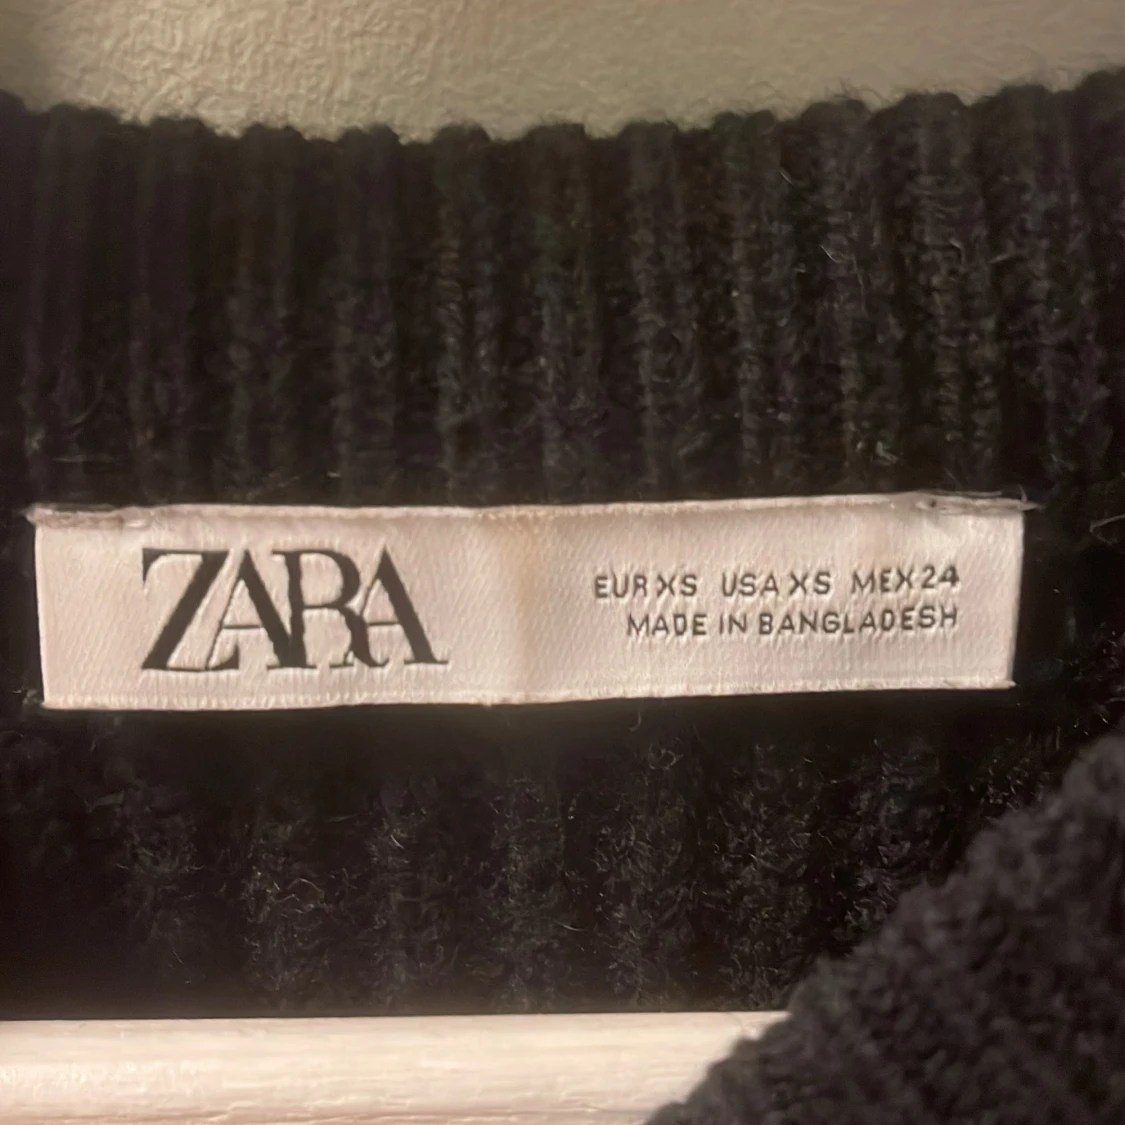 ZARA
EUR XS USA XS MEX 24
MADE IN BANGLADESH